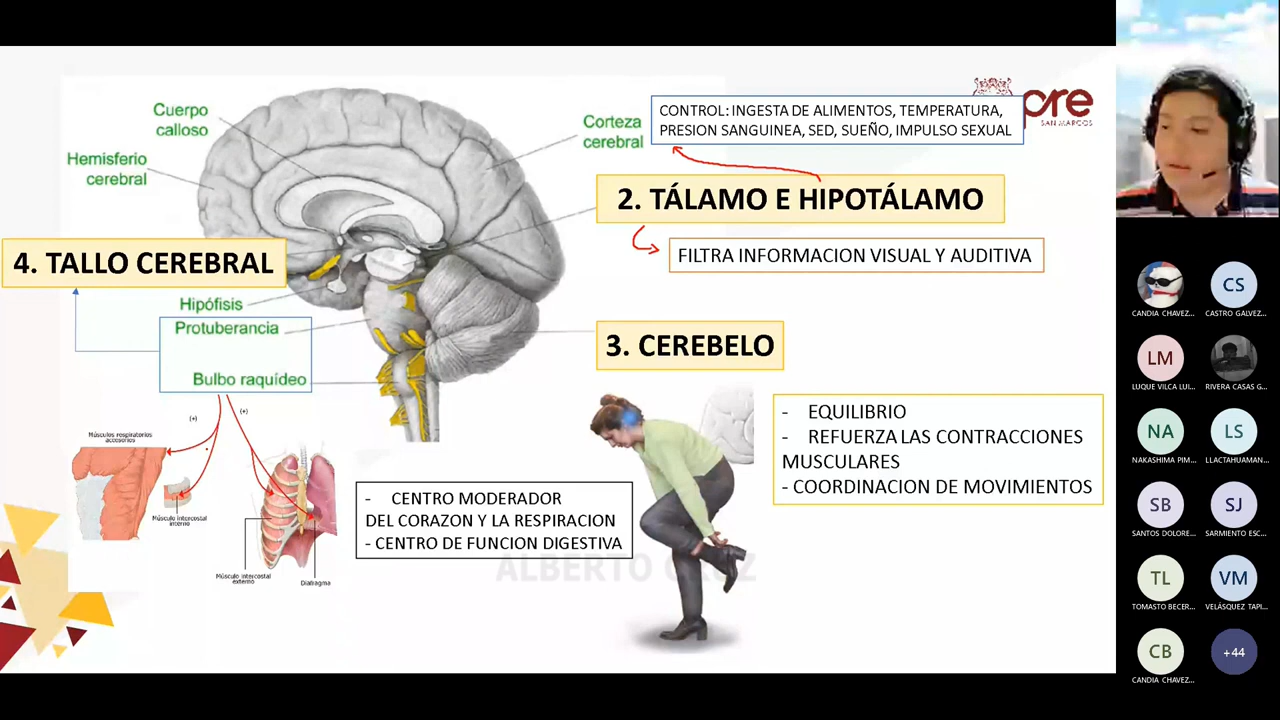 Cuerpo
calloso
Hemisferio
cerebral
Corteza
cerebral
CONTROL: INGESTA DE ALIMENTOS, TEMPERATURA,
PRESION SANGUINEA, SED, SUEÑO, IMPULSO SEXUAL
pre
SAN MARCOS
2. TÁLAMO E HIPOTÁLAMO
FILTRA INFORMACION VISUAL Y AUDITIVA
4. TALLO CEREBRAL
Hipófisis
Protuberancia
Bulbo raquídeo
3. CEREBELO
- EQUILIBRIO
- REFUERZA LAS CONTRACCIONES
MUSCULARES
- COORDINACION DE MOVIMIENTOS
(+)
(+)
Músculos respiratorios
accesorios
Músculo intercostal
interno
Músculo intercostal
externo
Diafragma
- CENTRO MODERADOR
DEL CORAZON Y LA RESPIRACION
- CENTRO DE FUNCION DIGESTIVA
ALBERTO CRUZ
CS
CANDIA CHAVEZ...
CASTRO GALVEZ...
LM
LUQUE VILCA LUI...
RIVERA CASAS G...
NA
LS
NAKASHIMA PIM...
LLACTAHUAMAN...
SB
SJ
SANTOS DOLORE...
SARMIENTO ESC...
TL
VM
TOMASTO BECER...
VELÁSQUEZ TAPI...
CB
+44
CANDIA CHAVEZ...